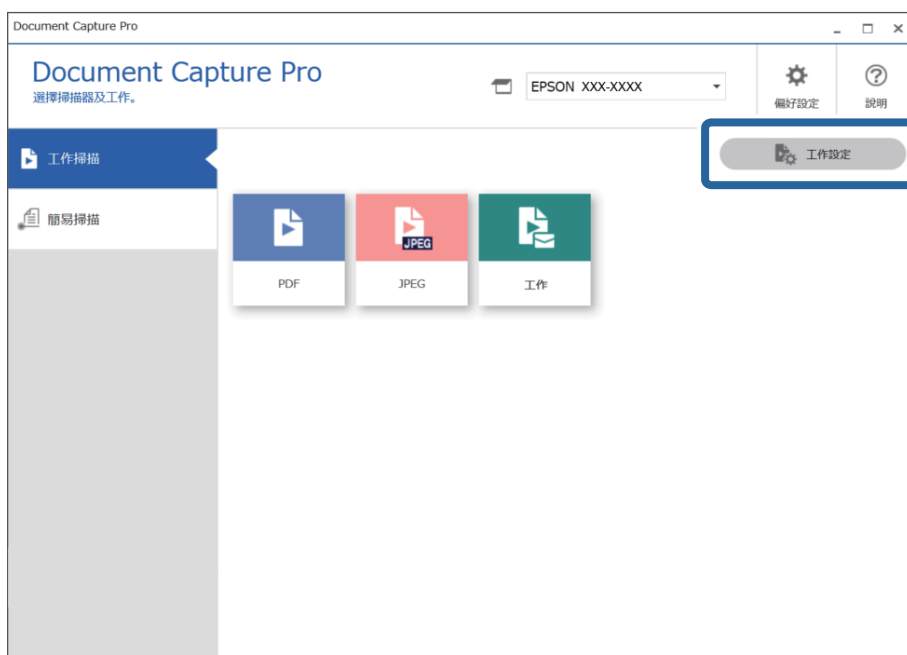 Document Capture Pro
Document Capture Pro
選擇掃描器及工作。
EPSON XXX-XXXX
偏好設定
說明
工作掃描
工作設定
簡易掃描
JPEG
PDF
JPEG
工作